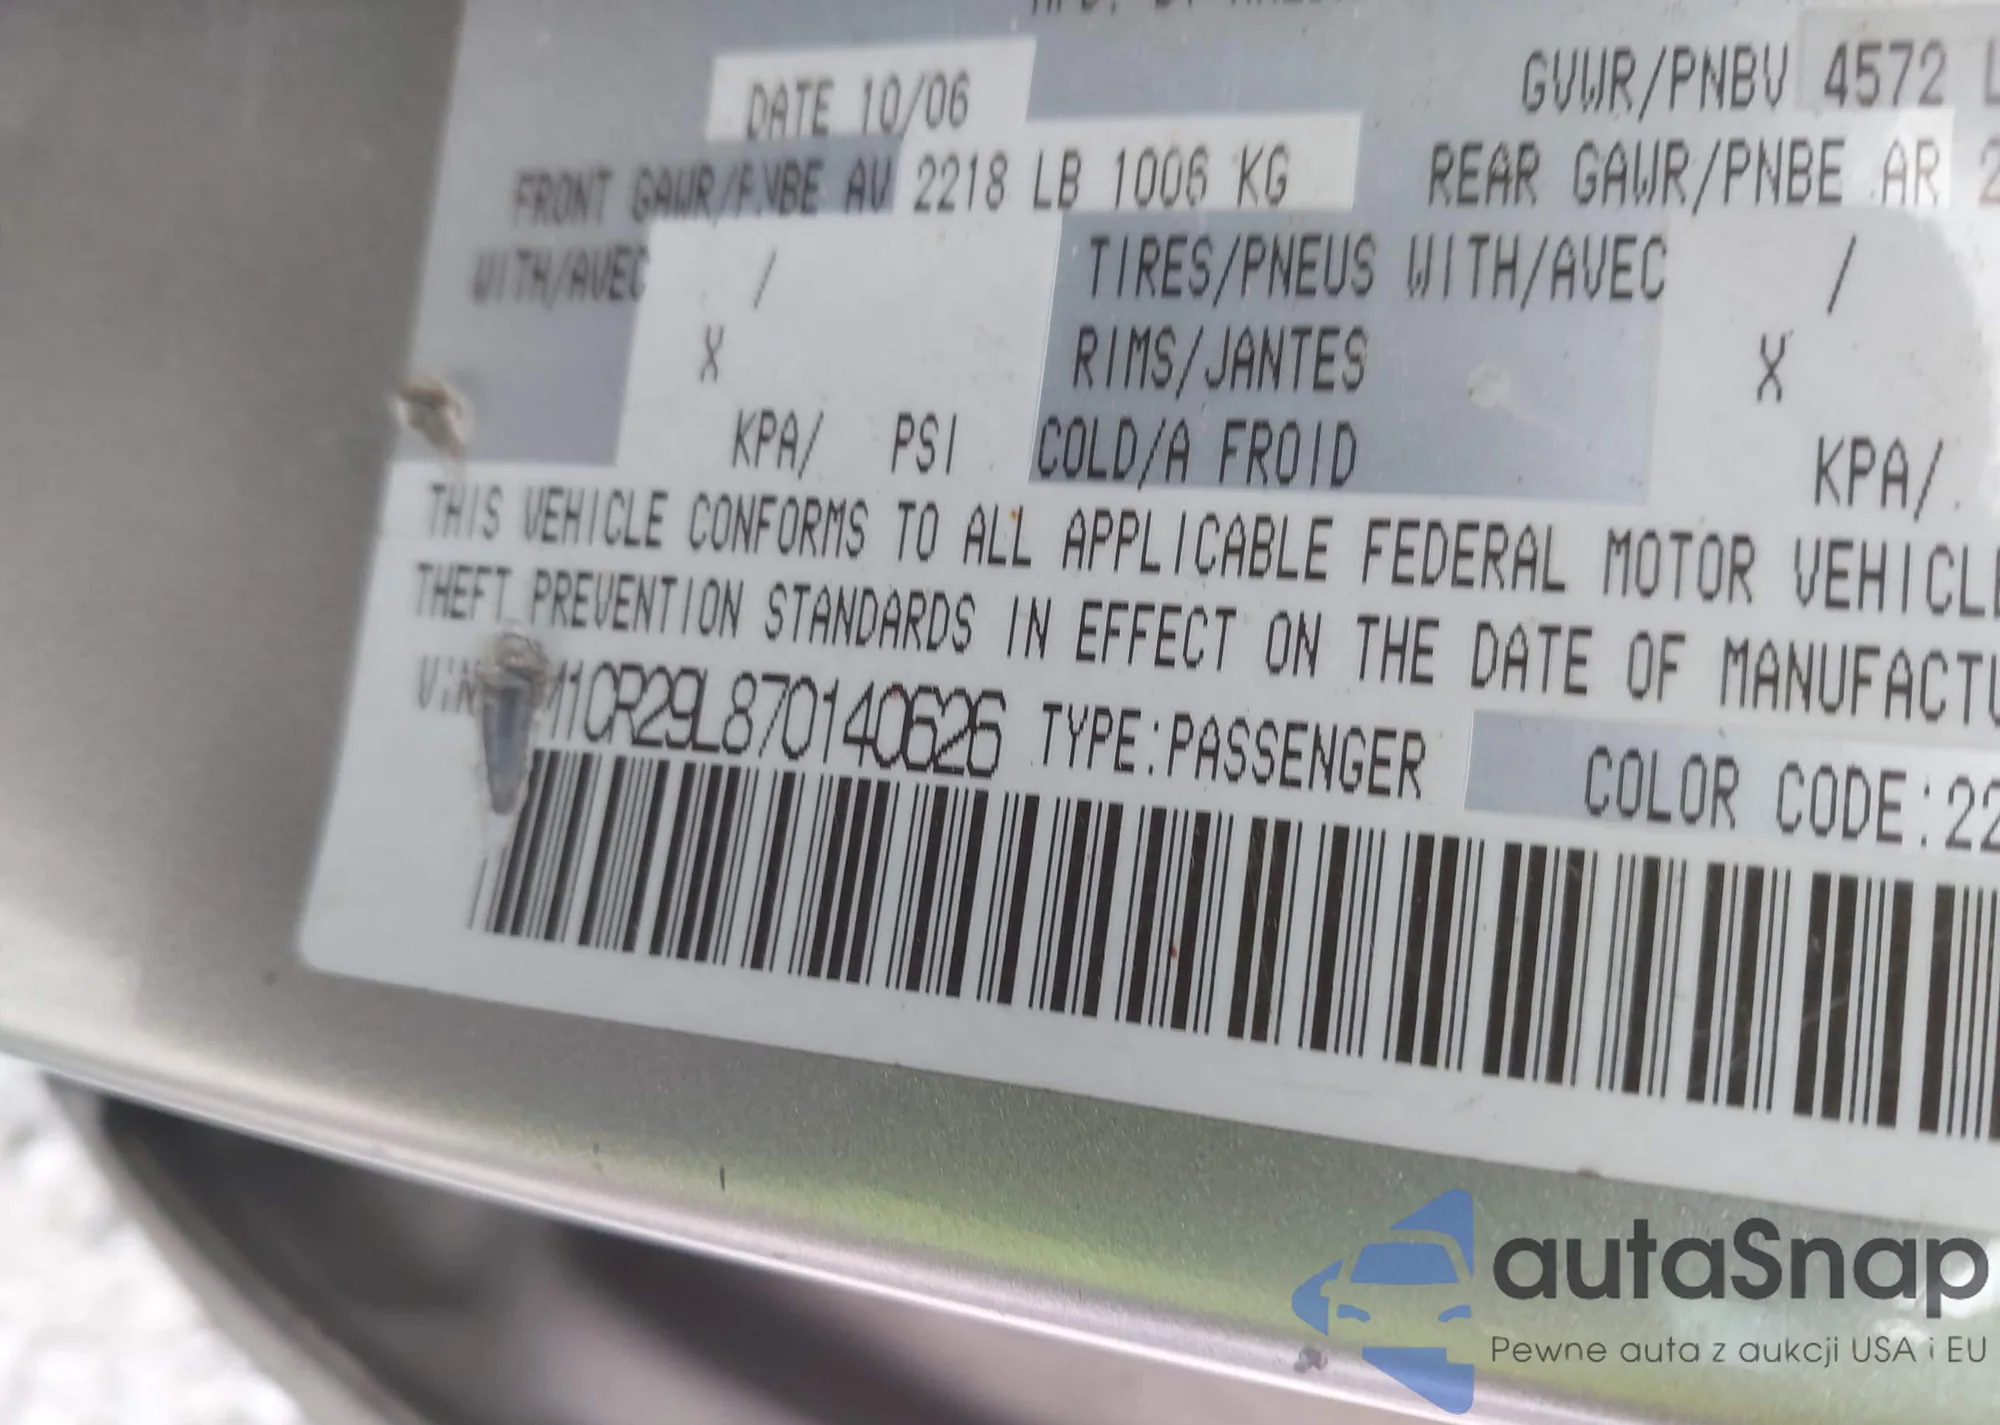 DATE 10/06
GVWR/PNBV 4572
FRONT GAWR/PNBE AV 2218 LB 1006 KG
REAR GAWR/PNBE AR 2
WITH/AVEC /
TIRES/PNEUS WITH/AVEC /
X
RIMS/JANTES X
KPA/ PSI COLD/A FROID KPA/
THIS VEHICLE CONFORMS TO ALL APPLICABLE FEDERAL MOTOR VEHICLE
THEFT PREVENTION STANDARDS IN EFFECT ON THE DATE OF MANUFACTU
VIN M1CR29L870140626 TYPE:PASSENGER COLOR CODE:22
autaSnap
Pewne auta z aukcji USA i EU